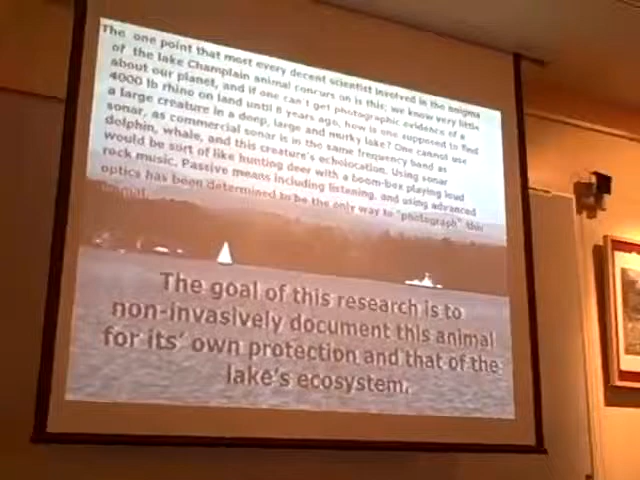 The one point that most every decent scientist involved in the enigma
of the lake Champlain animal concurs on is this; we know very little
about our planet, and if one can't get photographic evidence of a
4000 lb rhino on land until 8 years ago, how is one supposed to find
a large creature in a deep, large and murky lake? One cannot use
sonar, as commercial sonar is in the same frequency band as
dolphin, whale, and this creature's echolocation. Using sonar
would be sort of like hunting deer with a boom-box playing loud
rock music. Passive means including listening, and using advanced
optics has been determined to be the only way to "photograph" this
animal.
The goal of this research is to
non-invasively document this animal
for its' own protection and that of the
lake's ecosystem.